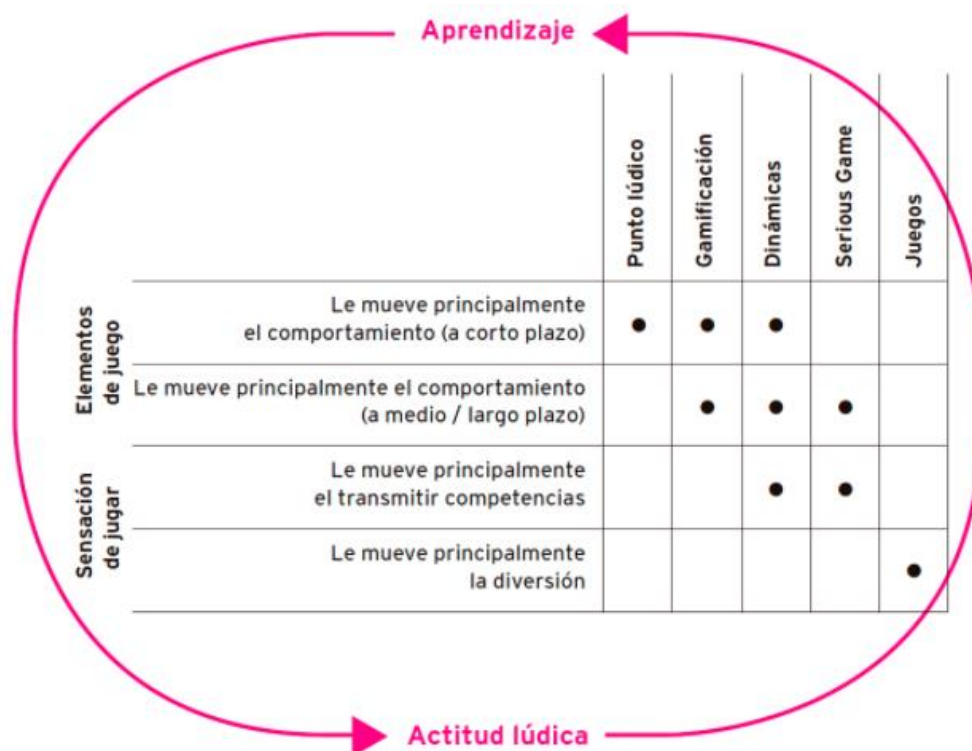 Aprendizaje
Punto lúdico
Gamificación
Dinámicas
Serious Game
Juegos
Elementos
de juego
Le mueve principalmente
el comportamiento (a corto plazo)
Le mueve principalmente el comportamiento
(a medio / largo plazo)
Sensación
de jugar
Le mueve principalmente
el transmitir competencias
Le mueve principalmente
la diversión
Actitud lúdica